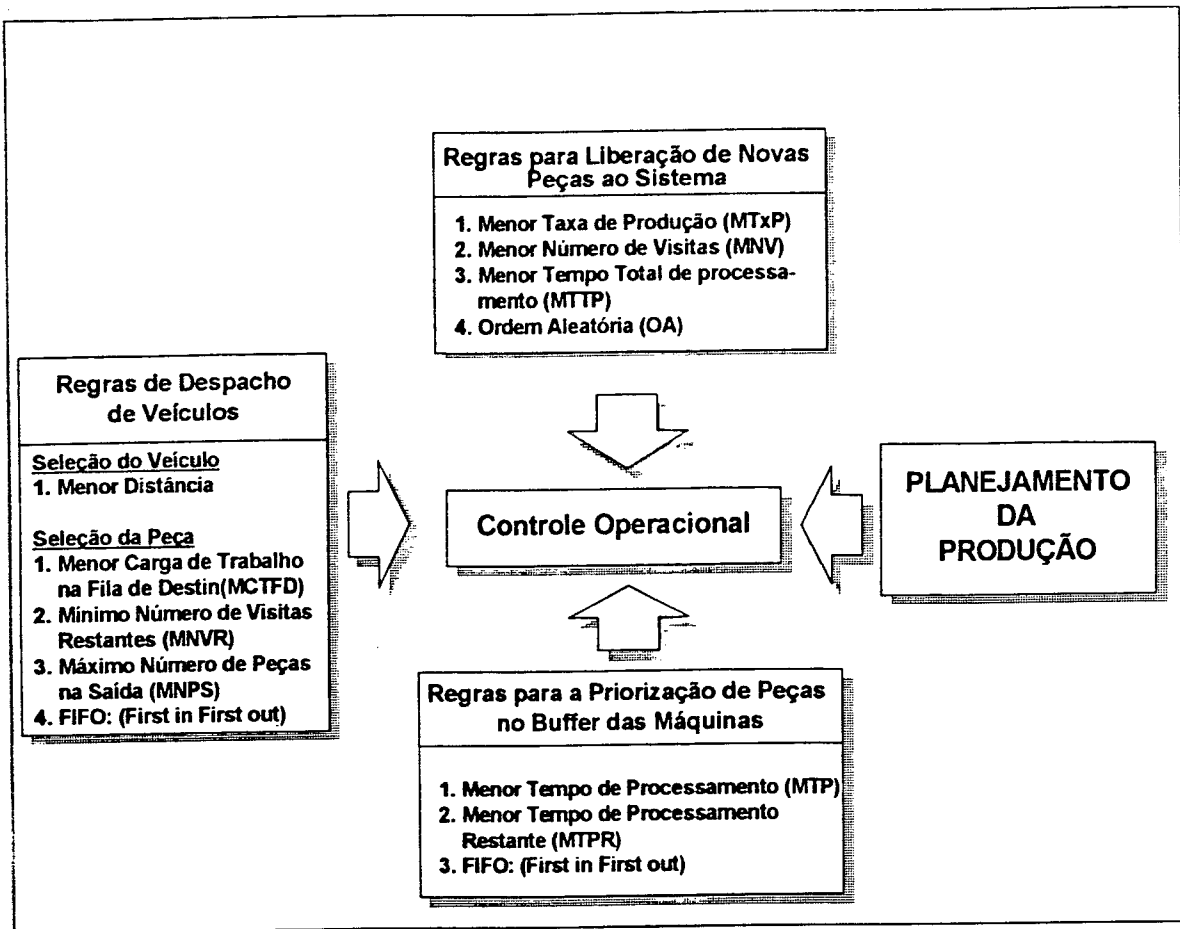 Regras para Liberação de Novas
Peças ao Sistema
1. Menor Taxa de Produção (MTxP)
2. Menor Número de Visitas (MNV)
3. Menor Tempo Total de processa-
mento (MTTP)
4. Ordem Aleatória (OA)
Regras de Despacho
de Veículos
Seleção do Veículo
1. Menor Distância
Seleção da Peça
1. Menor Carga de Trabalho
na Fila de Destin(MCTFD)
2. Mínimo Número de Visitas
Restantes (MNVR)
3. Máximo Número de Peças
na Saída (MNPS)
4. FIFO: (First in First out)
Controle Operacional
PLANEJAMENTO
DA
PRODUÇÃO
Regras para a Priorização de Peças
no Buffer das Máquinas
1. Menor Tempo de Processamento (MTP)
2. Menor Tempo de Processamento
Restante (MTPR)
3. FIFO: (First in First out)